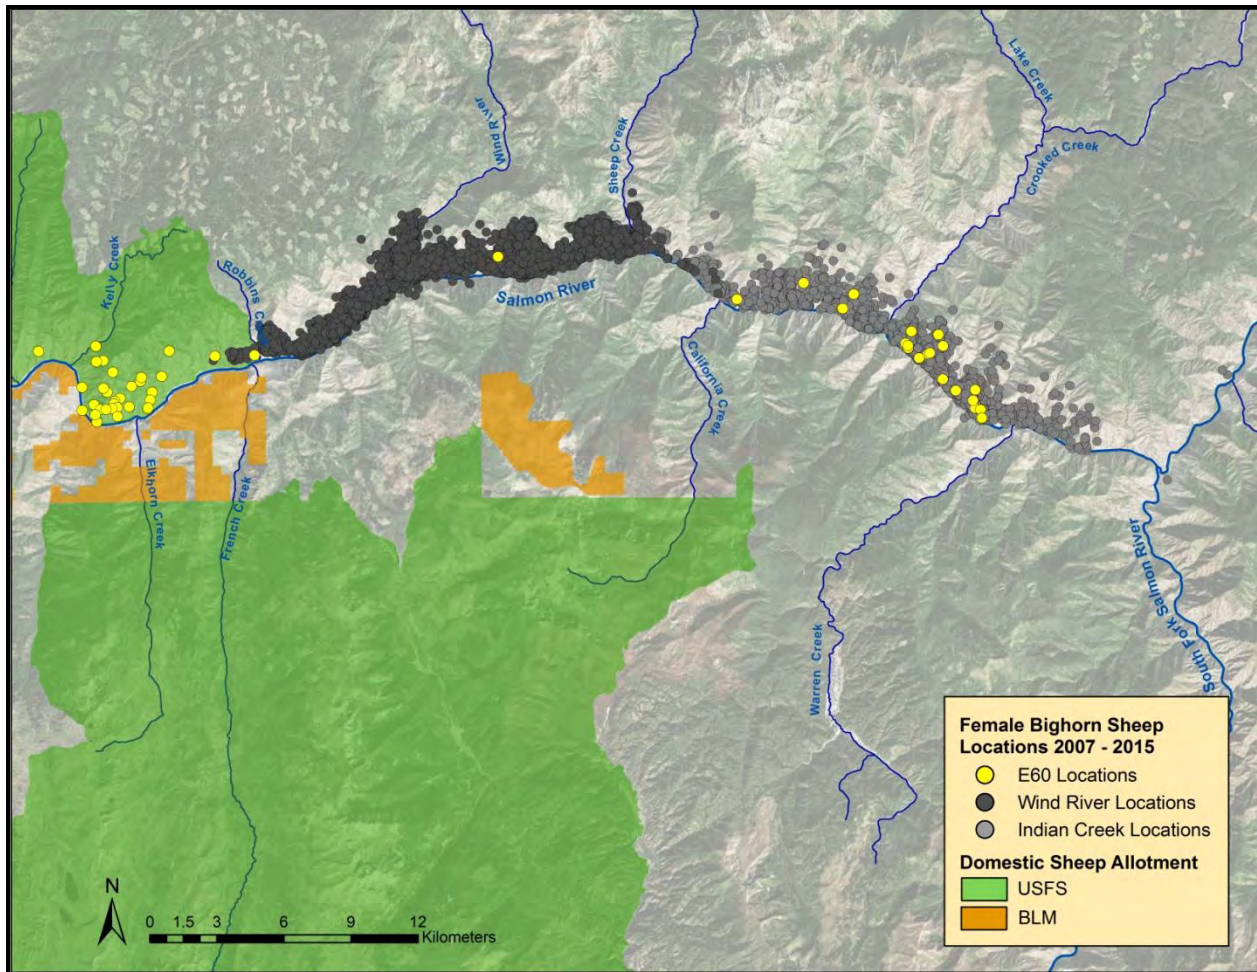 Wind River
Sheep Creek
Lake Creek
Crooked Creek
Kelly Creek
Robbins Creek
Salmon River
California Creek
Elkhorn Creek
French Creek
Warren Creek
South Fork Salmon River
Female Bighorn Sheep
Locations 2007 - 2015
E60 Locations
Wind River Locations
Indian Creek Locations
Domestic Sheep Allotment
USFS
BLM
N
0 1.5 3 6 9 12
Kilometers